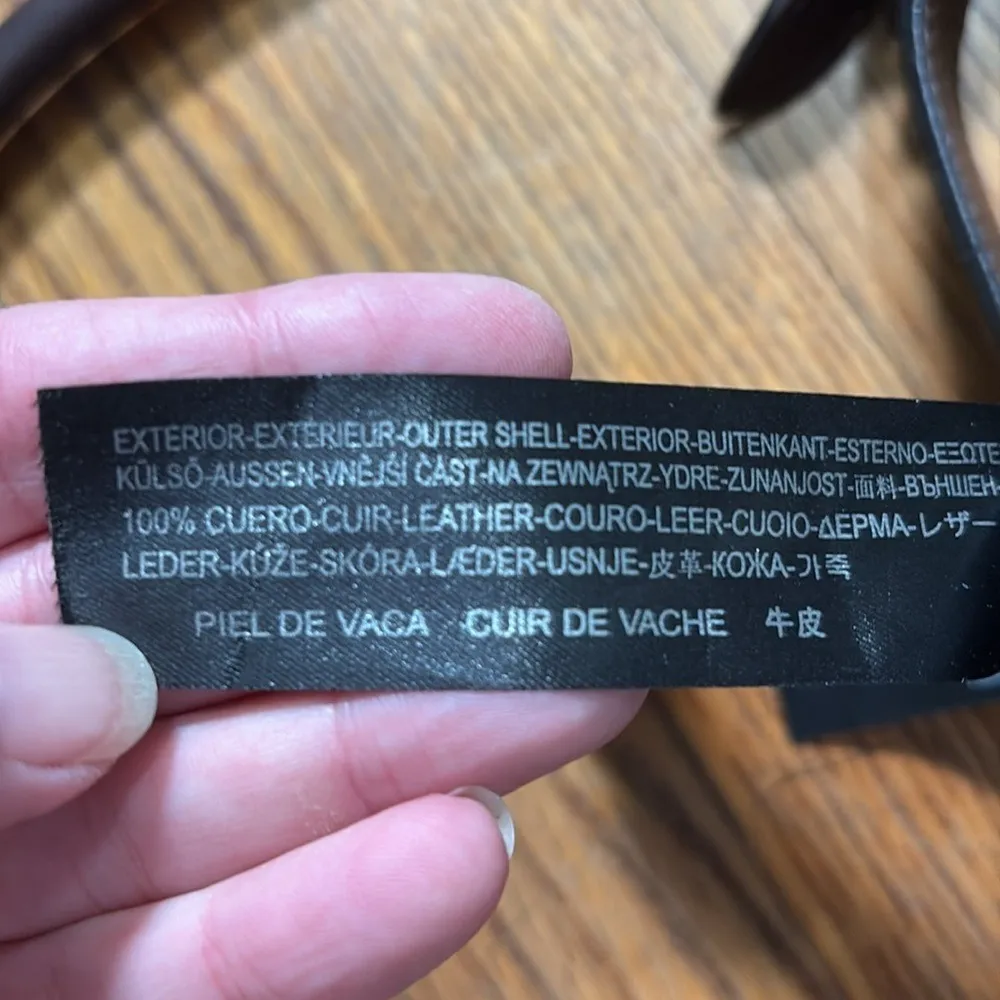 EXTERIOR-EXTÉRIEUR-OUTER SHELL-EXTERIOR-BUITENKANT-ESTERNO-ΕΞΩΤΕ
KÜLSŐ-AUSSEN-VNĚJŠÍ ČÁST-NA ZEWNĄTRZ-YDRE-ZUNANJOST-面料-ВЪНШЕН-
100% CUERO-CUIR-LEATHER-COURO-LEER-CUOIO-ΔΕΡΜΑ-レザー
LEDER-KŮŽE-SKÓRA-LÆDER-USNJE-皮革-КОЖА-가죽
PIEL DE VACA CUIR DE VACHE 牛皮